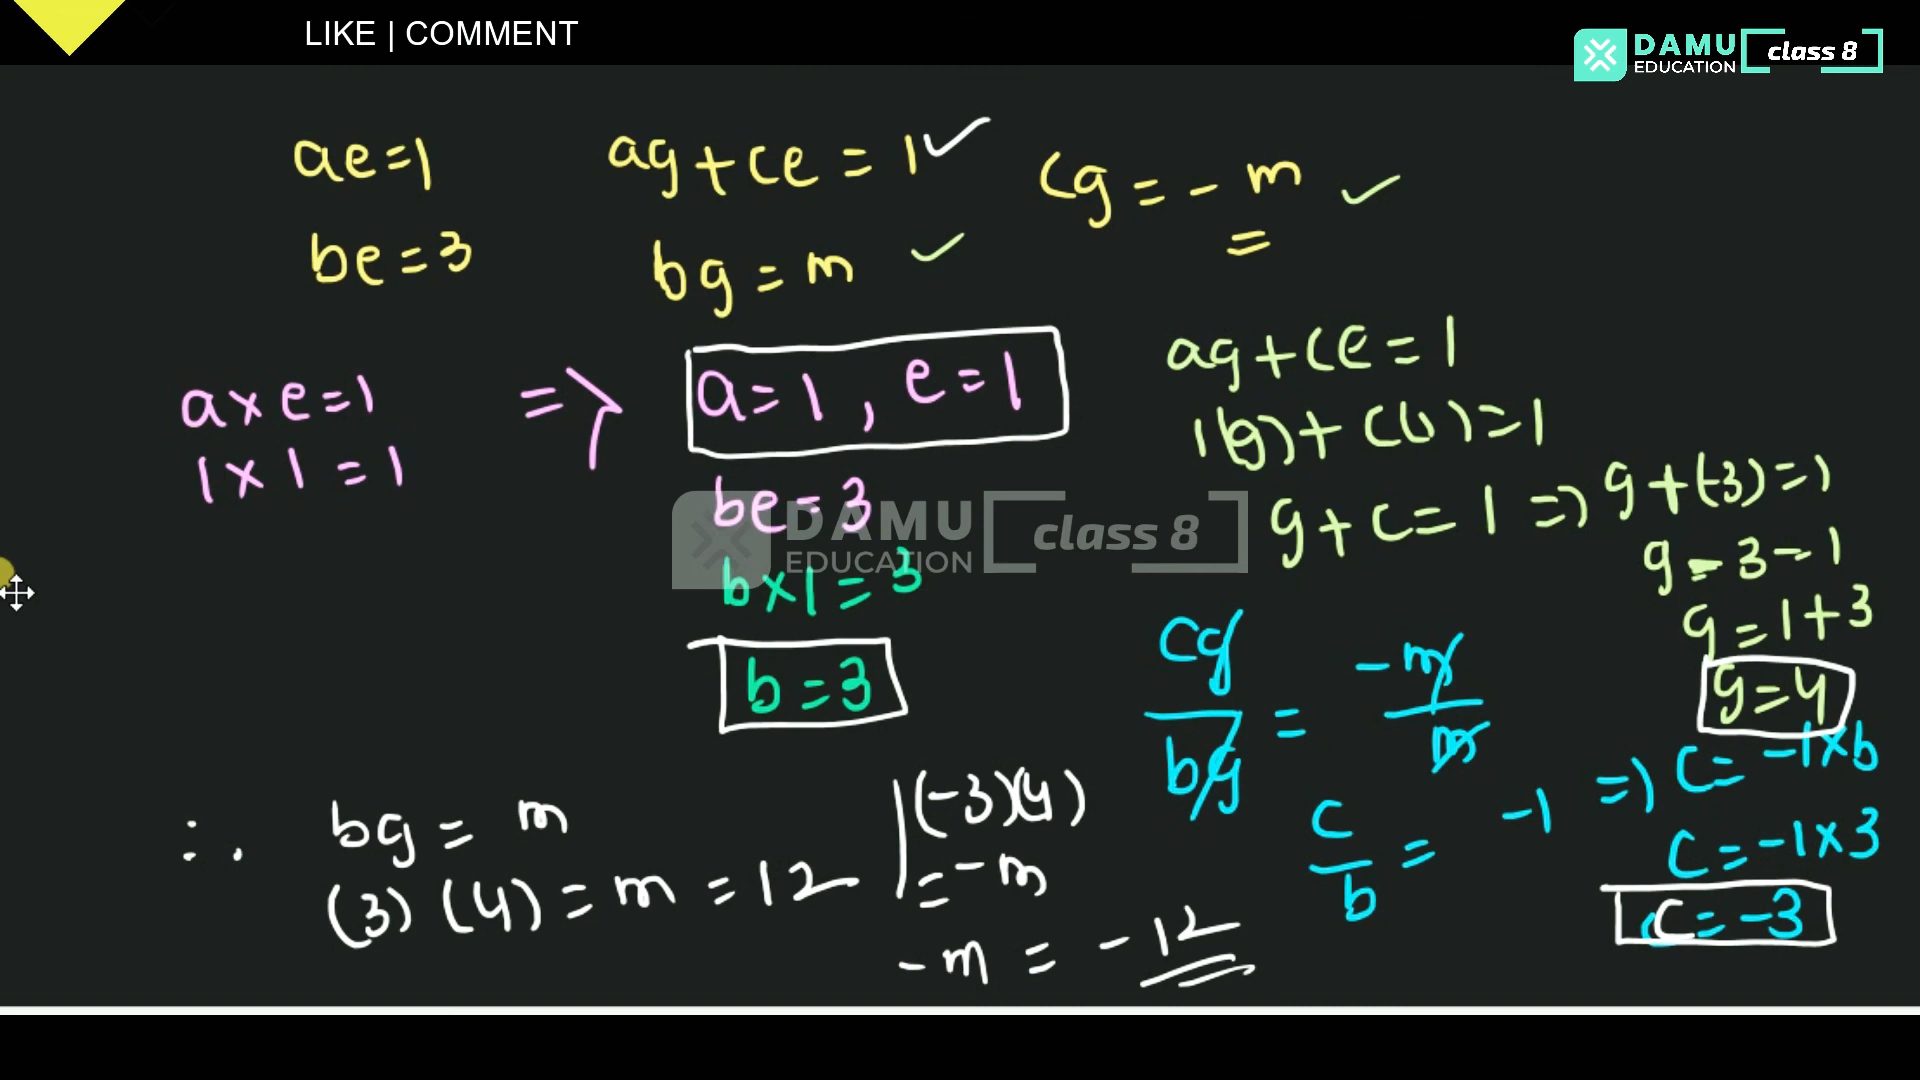 LIKE | COMMENT
DAMU EDUCATION class 8
ae=1 ag+ce=1 cg=-m
be=3 bg=m =
a×e=1 => a=1, e=1
1×1=1
be=3
b×1=3
b=3
ag+ce=1
1(g)+c(1)=1
g+c=1 => g+(-3)=1
g-3=1
g=1+3
g=4
cg/bg = -m/m
c/b = -1 => c=-1×b
c=-1×3
c=-3
∴ bg=m
(3)(4)=m=12
(-3)(4)
=-m
-m=-12
DAMU EDUCATION class 8